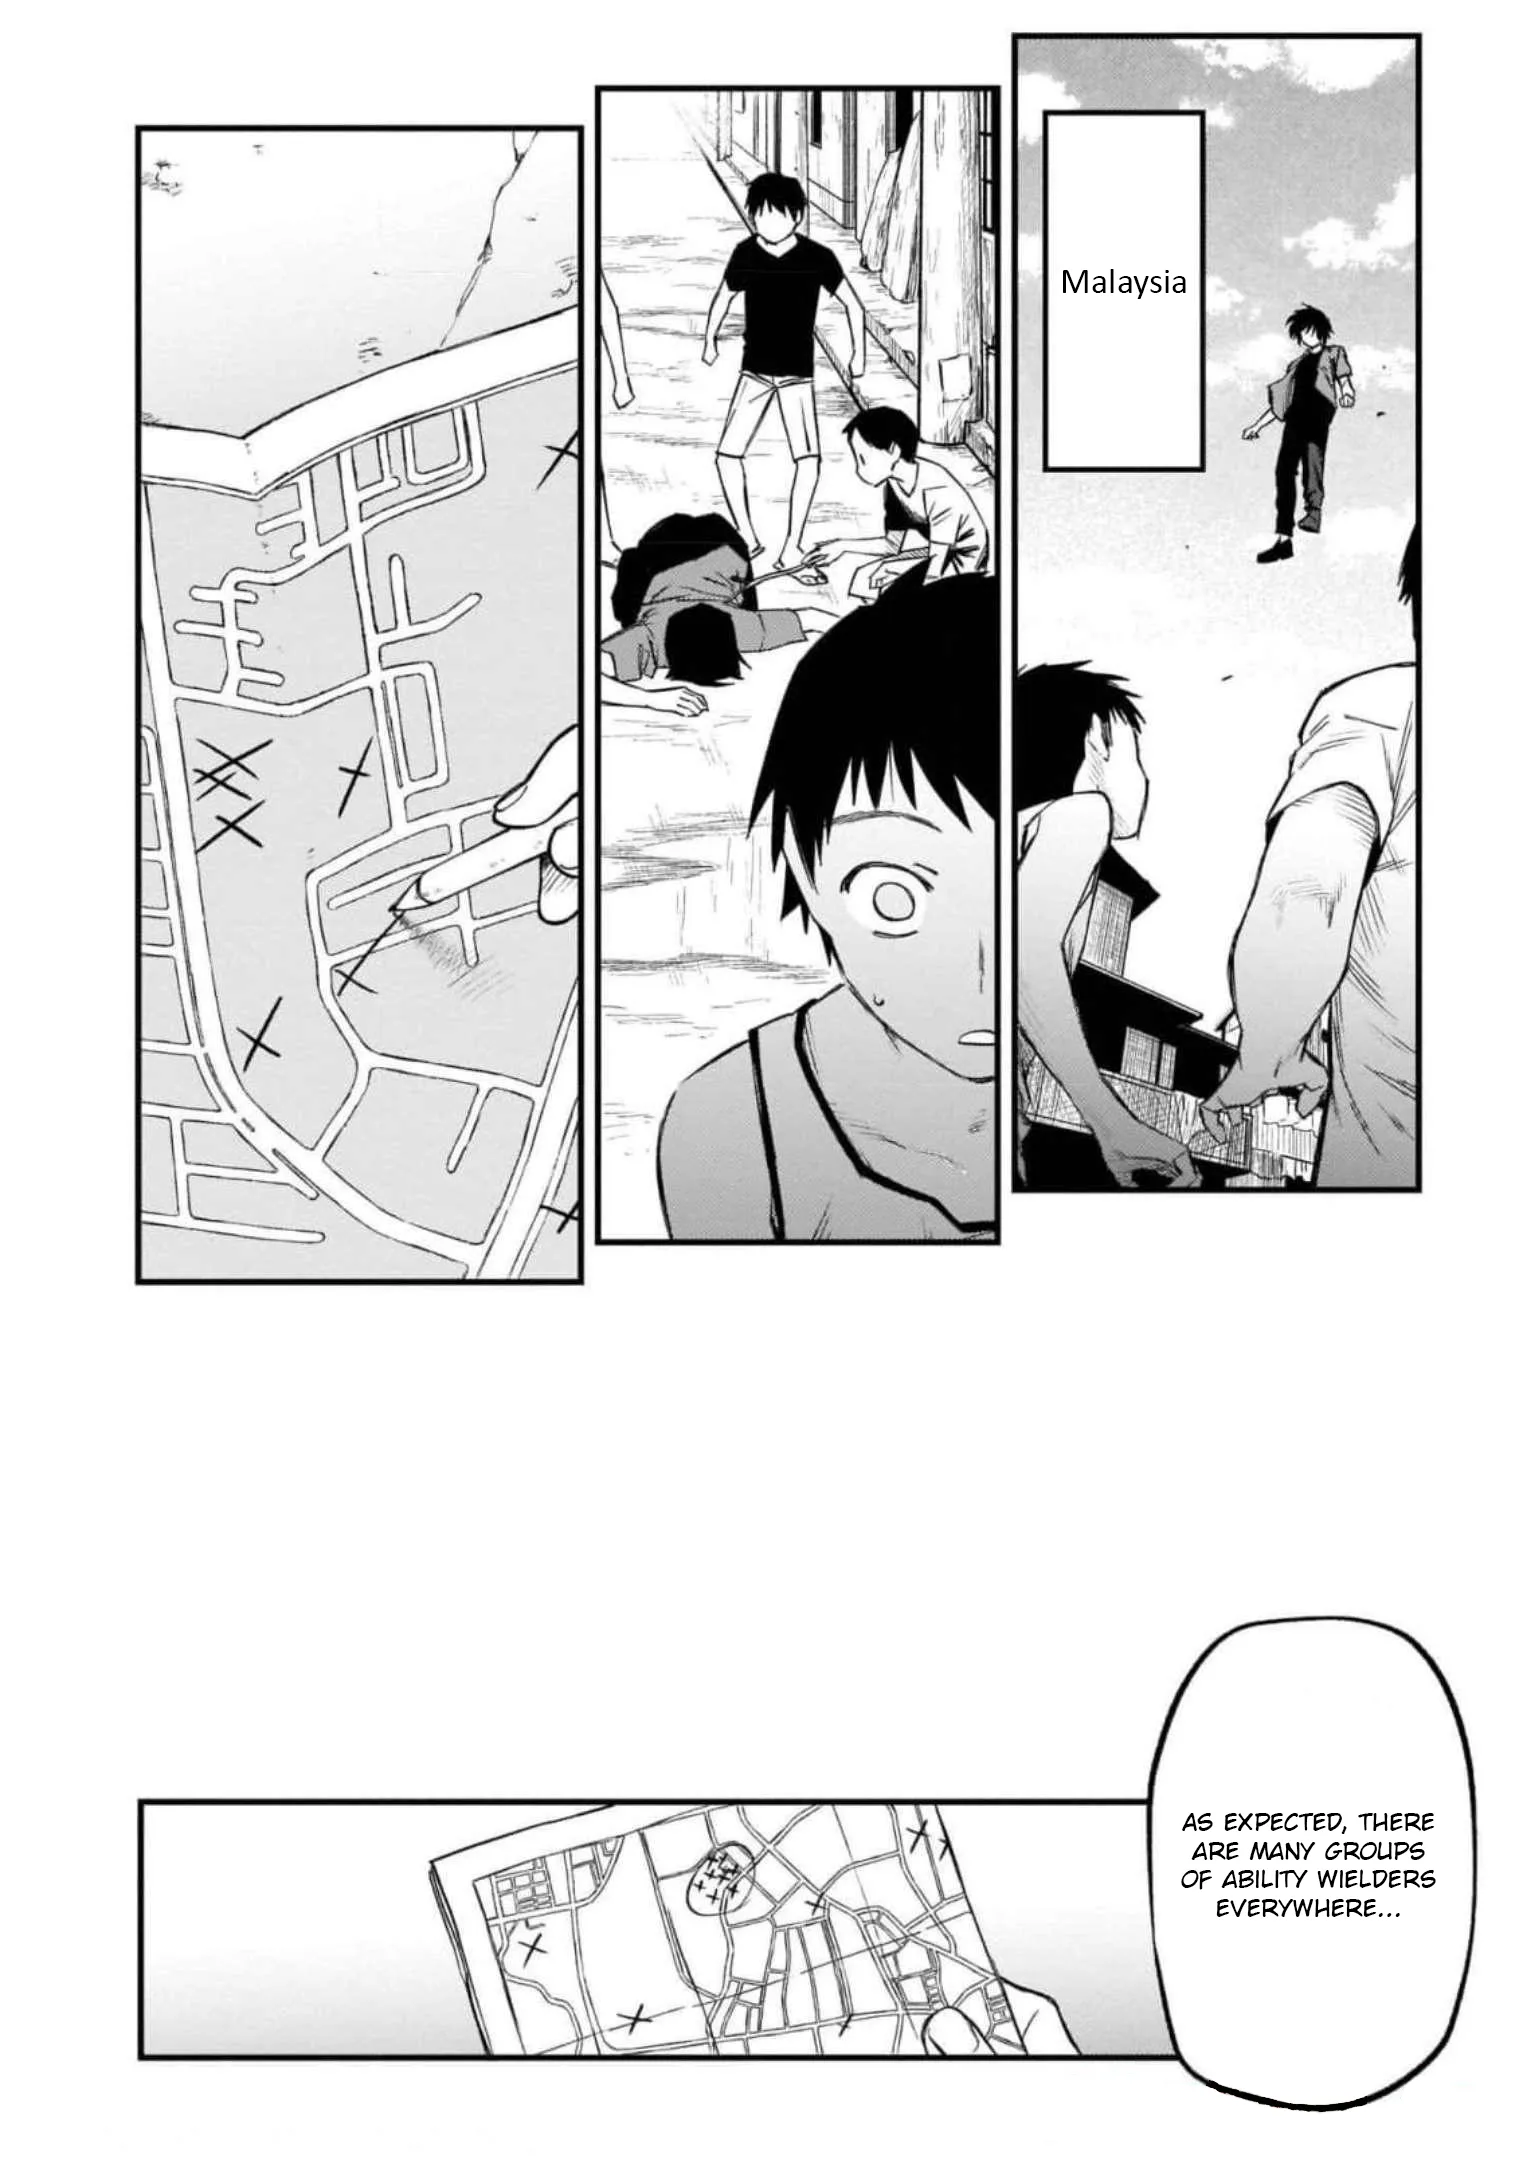 Malaysia
AS EXPECTED, THERE
ARE MANY GROUPS
OF ABILITY WIELDERS
EVERYWHERE...